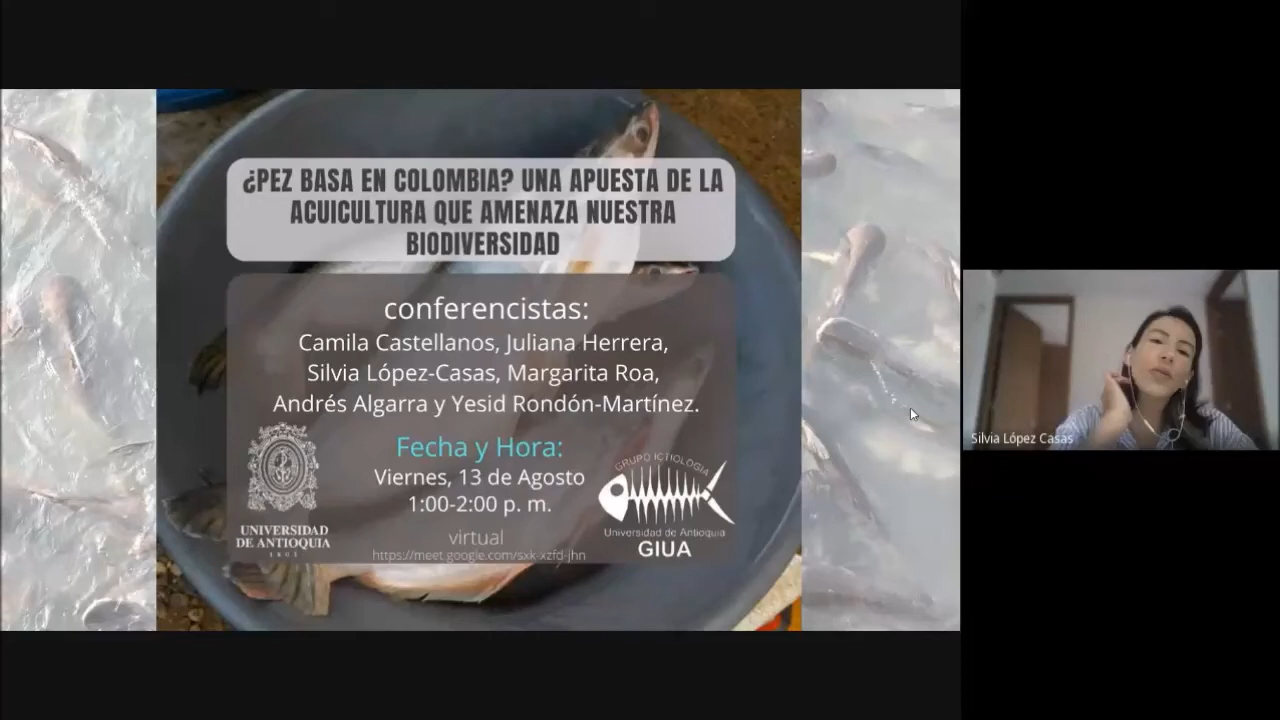 ¿PEZ BASA EN COLOMBIA? UNA APUESTA DE LA
ACUICULTURA QUE AMENAZA NUESTRA
BIODIVERSIDAD
conferencistas:
Camila Castellanos, Juliana Herrera,
Silvia López-Casas, Margarita Roa,
Andrés Algarra y Yesid Rondón-Martínez.
Fecha y Hora:
Viernes, 13 de Agosto
1:00-2:00 p. m.
virtual
https://meet.google.com/sxk-xzfd-jhn
UNIVERSIDAD
DE ANTIOQUIA
1803
GRUPO ICTIOLOGÍA
Universidad de Antioquia
GIUA
Silvia López Casas